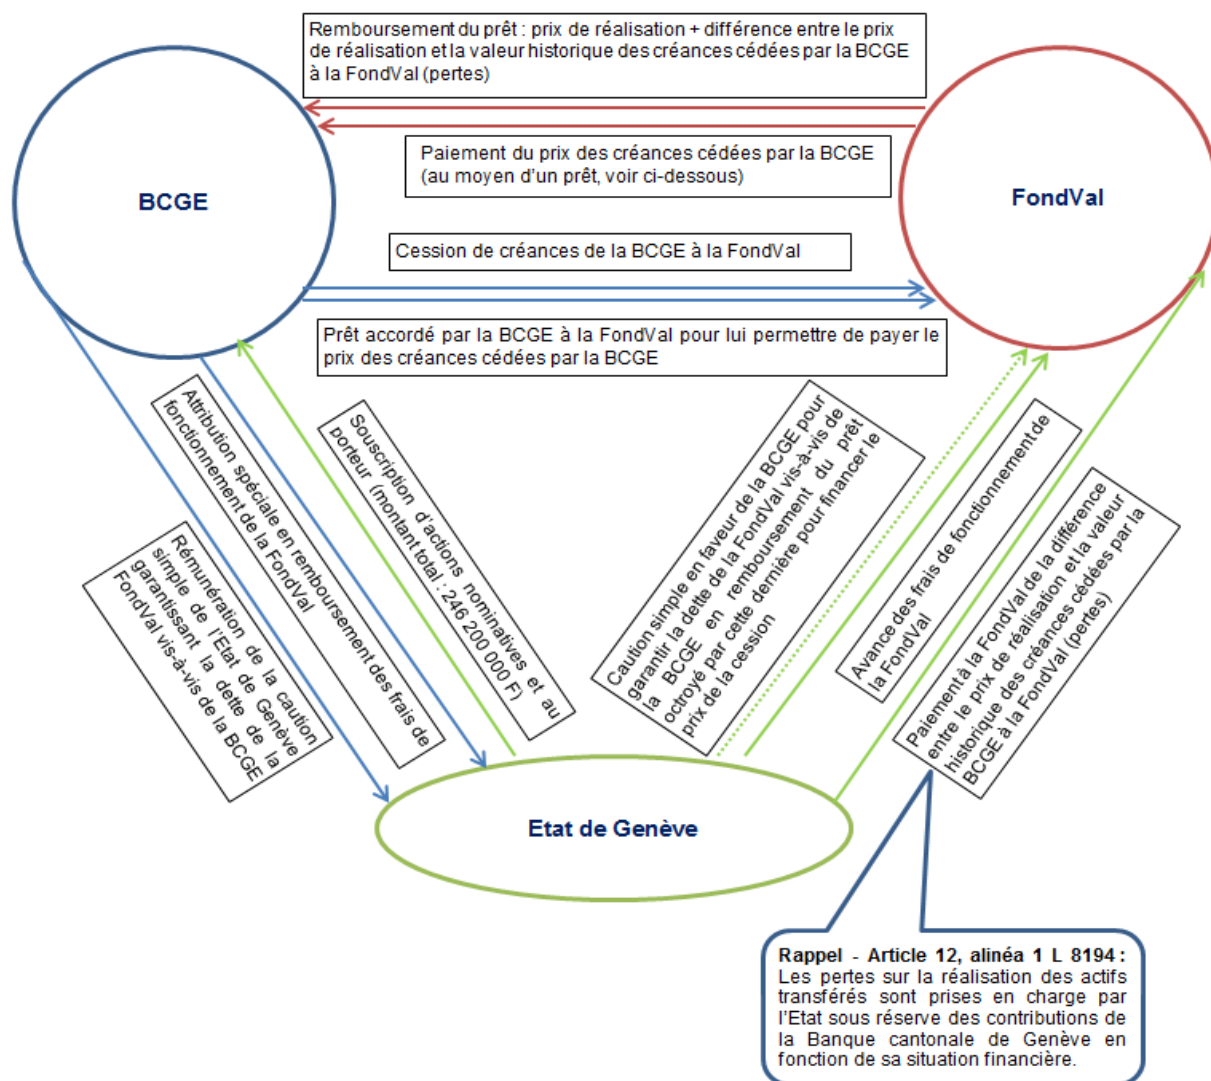 Remboursement du prêt : prix de réalisation + différence entre le prix
de réalisation et la valeur historique des créances cédées par la BCGE
à la FondVal (pertes)
Paiement du prix des créances cédées par la BCGE
(au moyen d'un prêt, voir ci-dessous)
BCGE
FondVal
Cession de créances de la BCGE à la FondVal
Prêt accordé par la BCGE à la FondVal pour lui permettre de payer le
prix des créances cédées par la BCGE
Rémunération de la caution
simple de l'Etat de Genève
garantissant la dette de la
FondVal vis-à-vis de la BCGE
Attribution spéciale en remboursement des frais de
fonctionnement de la FondVal
Souscription d'actions nominatives et au
porteur (montant total : 246 200 000 F)
Caution simple en faveur de la BCGE pour
garantir la dette de la FondVal vis-à-vis de
la BCGE en remboursement du prêt
octroyé par cette dernière pour financer le
prix de la cession
Avance des frais de fonctionnement de
la FondVal
Paiement à la FondVal de la différence
entre le prix de réalisation et la valeur
historique des créances cédées par la
BCGE à la FondVal (pertes)
Etat de Genève
Rappel - Article 12, alinéa 1 L 8194 :
Les pertes sur la réalisation des actifs
transférés sont prises en charge par
l'Etat sous réserve des contributions de
la Banque cantonale de Genève en
fonction de sa situation financière.